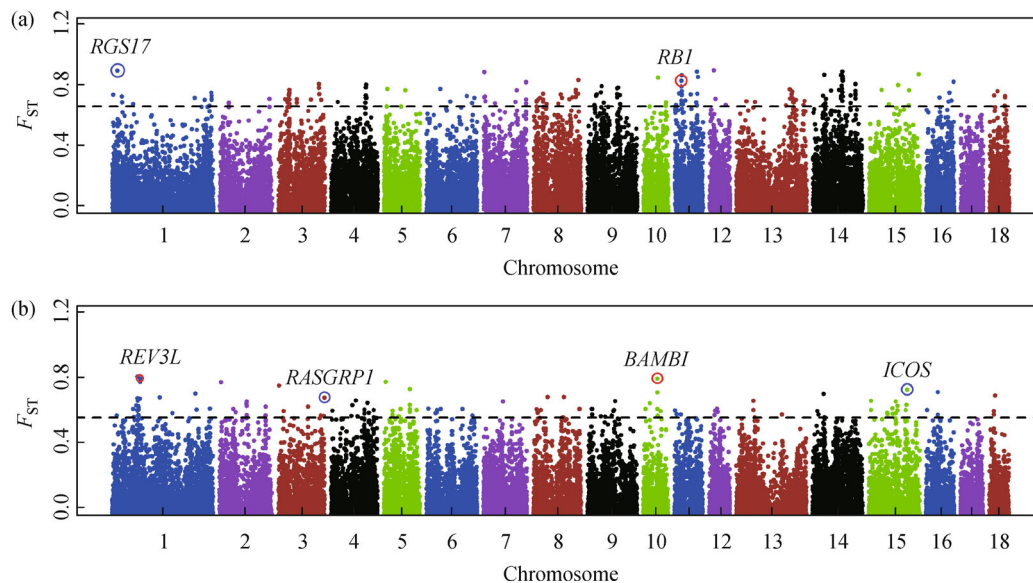 (a)
1.2
0.8
0.4
0.0
FST
RGS17
RB1
1 2 3 4 5 6 7 8 9 10 11 12 13 14 15 16 18
Chromosome
(b)
1.2
0.8
0.4
0.0
FST
REV3L
RASGRP1
BAMBI
ICOS
1 2 3 4 5 6 7 8 9 10 11 12 13 14 15 16 18
Chromosome